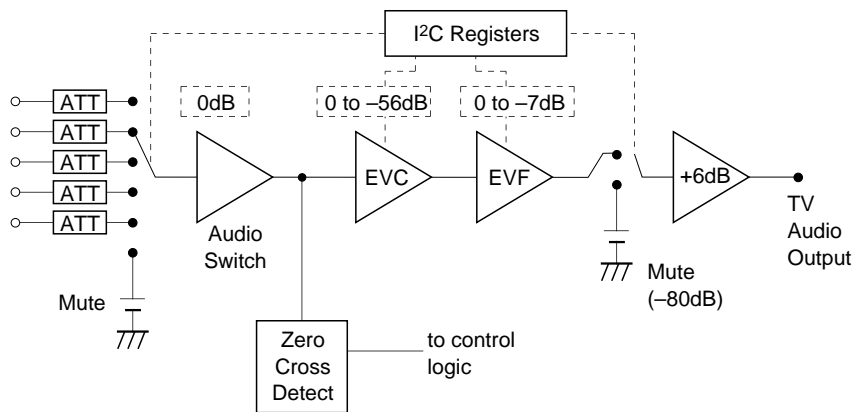 I²C Registers
0dB
0 to –56dB
0 to –7dB
ATT
ATT
ATT
ATT
ATT
EVC
EVF
+6dB
Audio
Switch
TV
Audio
Output
Mute
Mute
(–80dB)
Zero
Cross
Detect
to control
logic